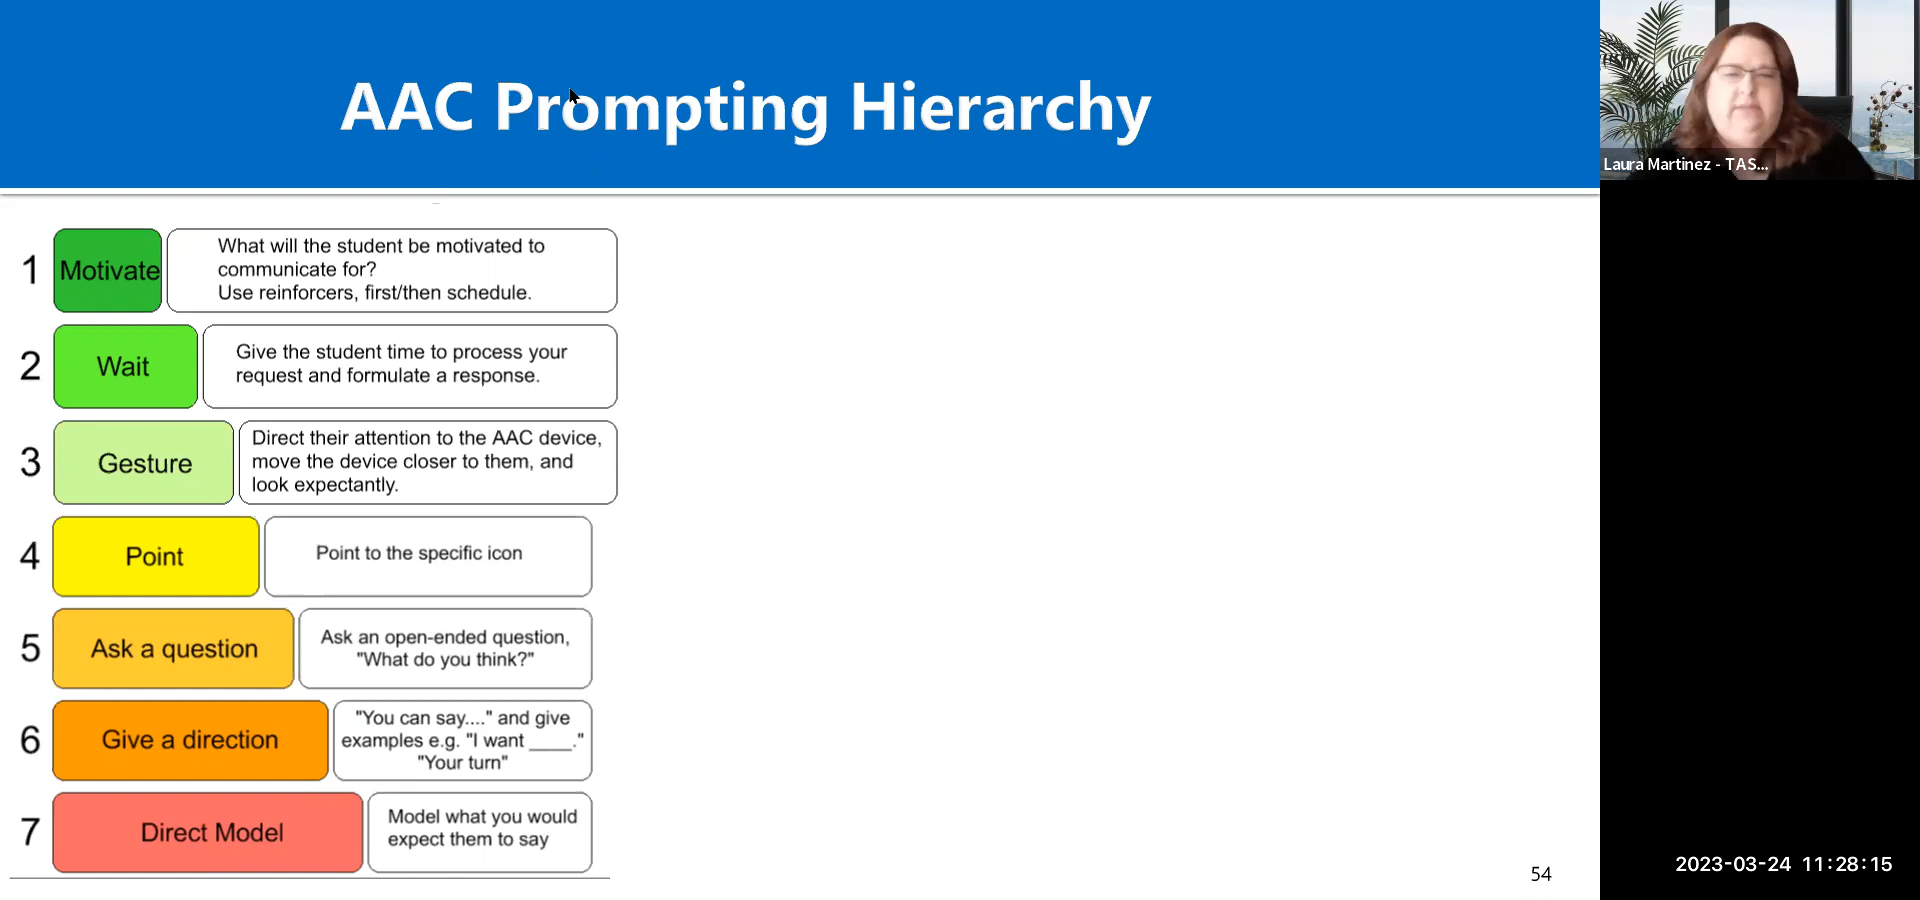 AAC Prompting Hierarchy
Laura Martinez - TAS...
1
Motivate
What will the student be motivated to
communicate for?
Use reinforcers, first/then schedule.
2
Wait
Give the student time to process your
request and formulate a response.
3
Gesture
Direct their attention to the AAC device,
move the device closer to them, and
look expectantly.
4
Point
Point to the specific icon
5
Ask a question
Ask an open-ended question,
"What do you think?"
6
Give a direction
"You can say...." and give
examples e.g. "I want ____."
"Your turn"
7
Direct Model
Model what you would
expect them to say
54
2023-03-24 11:28:15